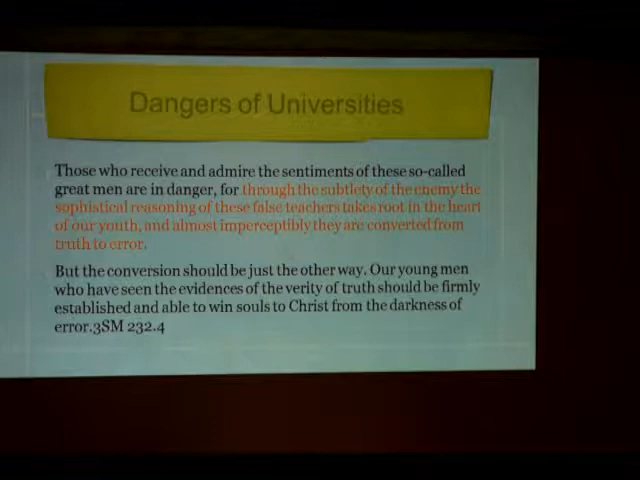 Dangers of Universities
Those who receive and admire the sentiments of these so-called
great men are in danger, for through the subtlety of the enemy the
sophistical reasoning of these false teachers takes root in the heart
of our youth, and almost imperceptibly they are converted from
truth to error.
But the conversion should be just the other way. Our young men
who have seen the evidences of the verity of truth should be firmly
established and able to win souls to Christ from the darkness of
error.3SM 232.4